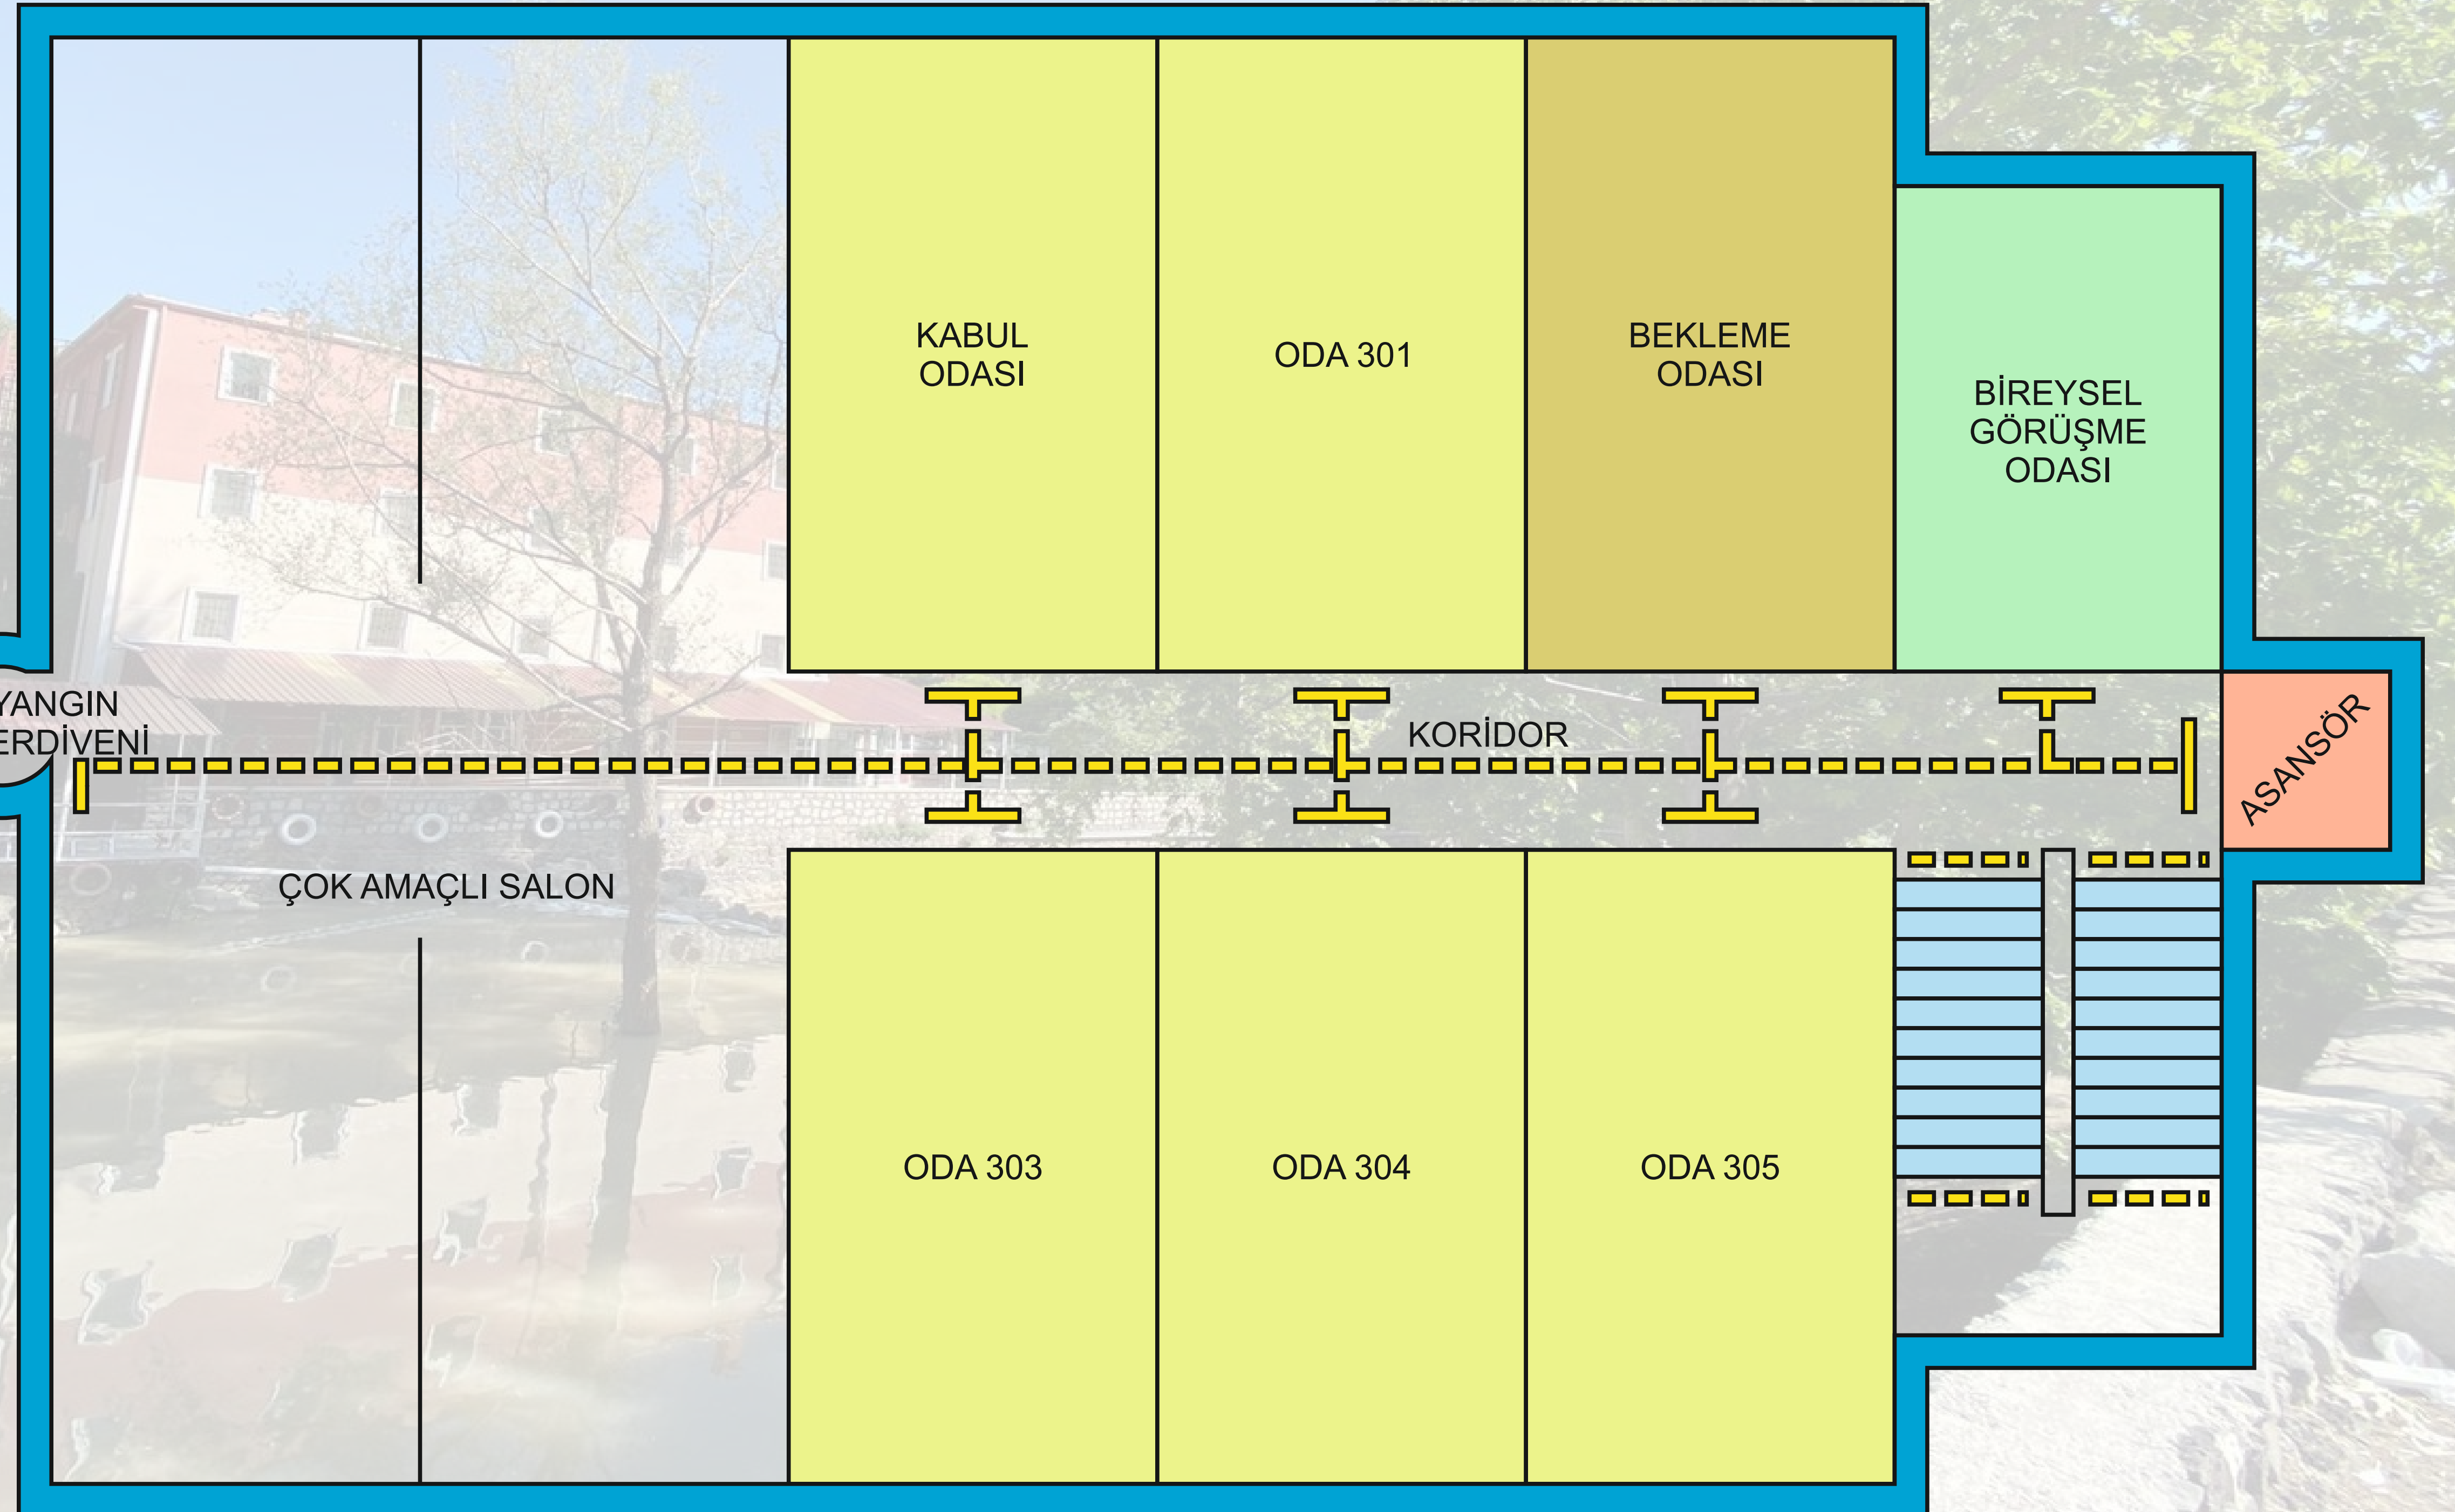 KABUL
ODASI
ODA 301
BEKLEME
ODASI
BİREYSEL
GÖRÜŞME
ODASI
YANGIN
ERDİVENİ
KORİDOR
ASANSÖR
ÇOK AMAÇLI SALON
ODA 303
ODA 304
ODA 305